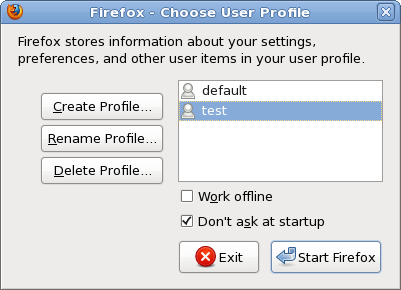 Firefox - Choose User Profile
Firefox stores information about your settings,
preferences, and other user items in your user profile.
Create Profile...
Rename Profile...
Delete Profile...
default
test
Work offline
Don't ask at startup
Exit
Start Firefox